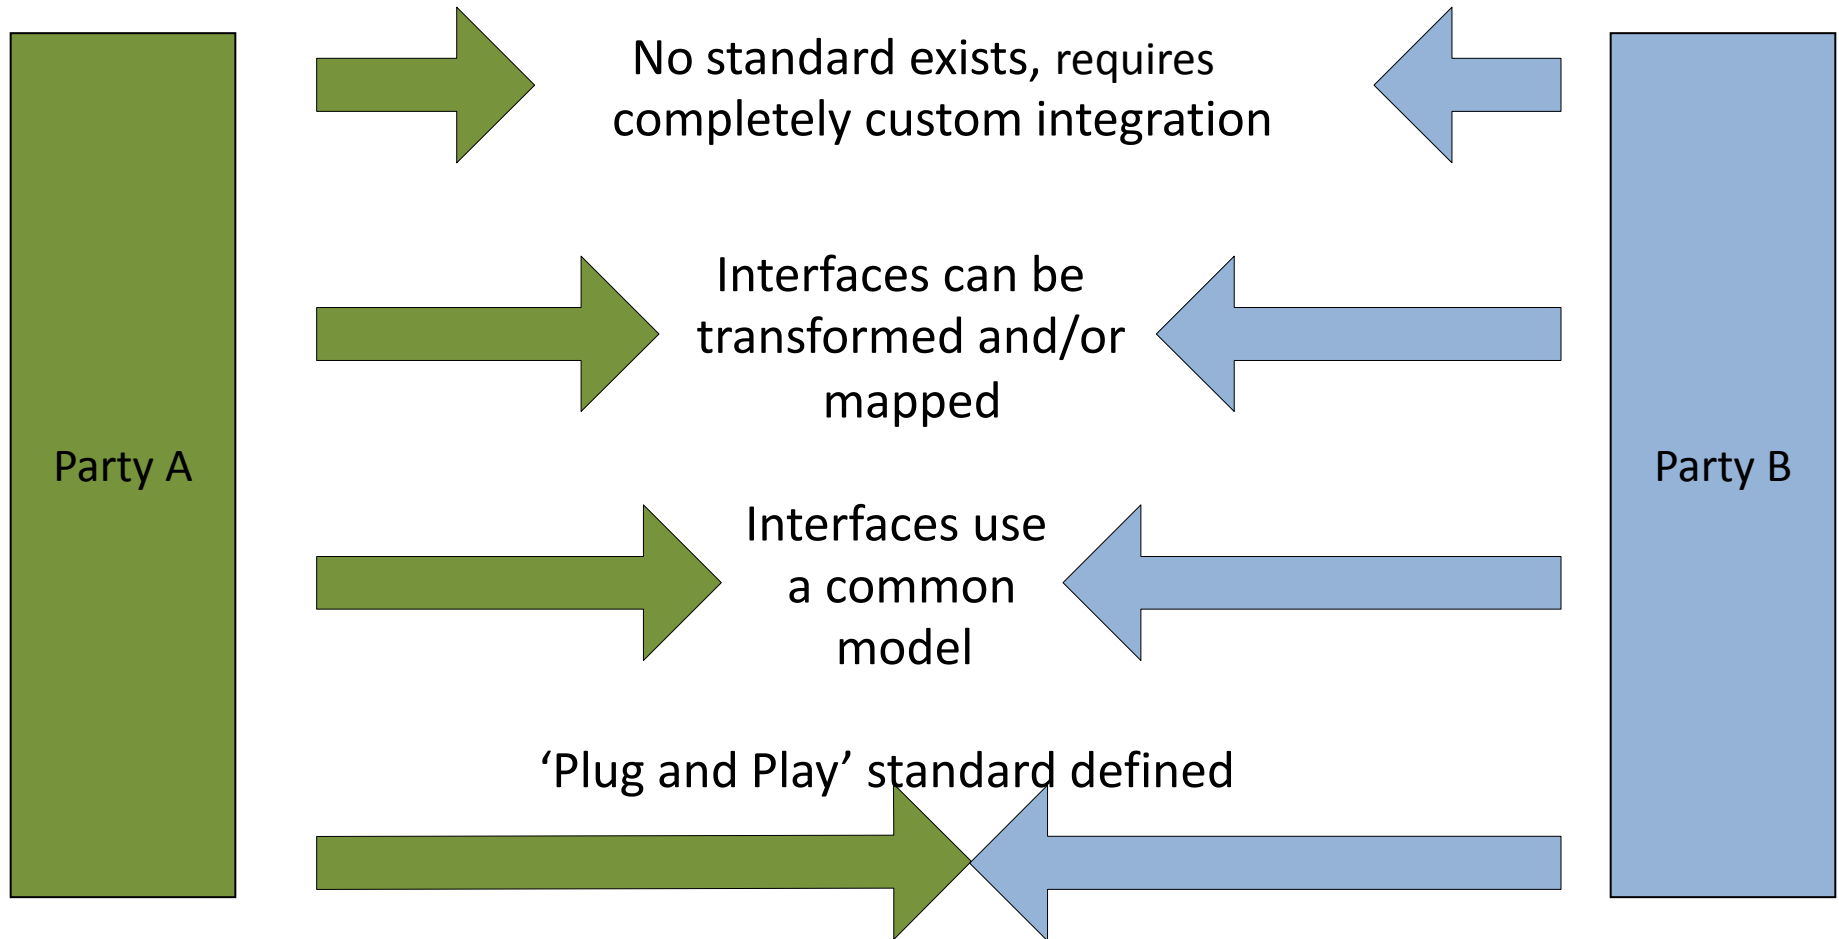 No standard exists, requires
completely custom integration
Interfaces can be
transformed and/or
mapped
Party A
Party B
Interfaces use
a common
model
‘Plug and Play’ standard defined